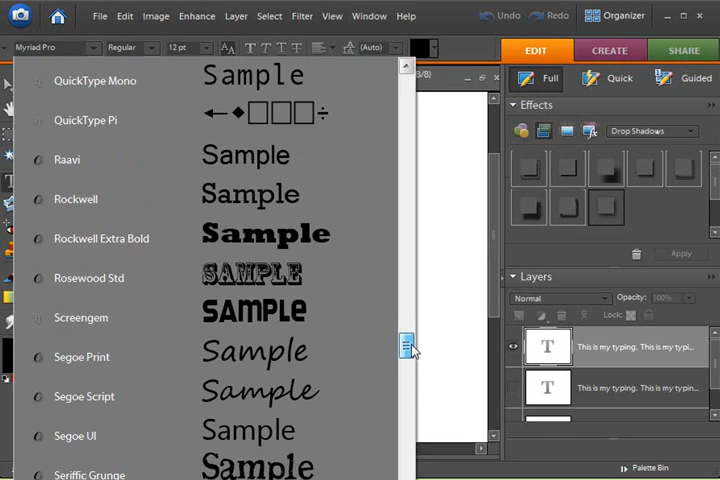 File Edit Image Enhance Layer Select Filter View Window Help Undo Redo Organizer
Myriad Pro Regular 12 pt (Auto) EDIT CREATE SHARE
Full Quick Guided
Effects
Drop Shadows
Apply
Layers
Normal Opacity: 100%
Lock:
T This is my typing. This is my typi...
T This is my typing. This is my typin...
Palette Bin
QuickType Mono Sample
QuickType Pi
Raavi Sample
Rockwell Sample
Rockwell Extra Bold Sample
Rosewood Std SAMPLE
Screengem SAMPLe
Segoe Print Sample
Segoe Script Sample
Segoe UI Sample
Seriffic Grunge Sample